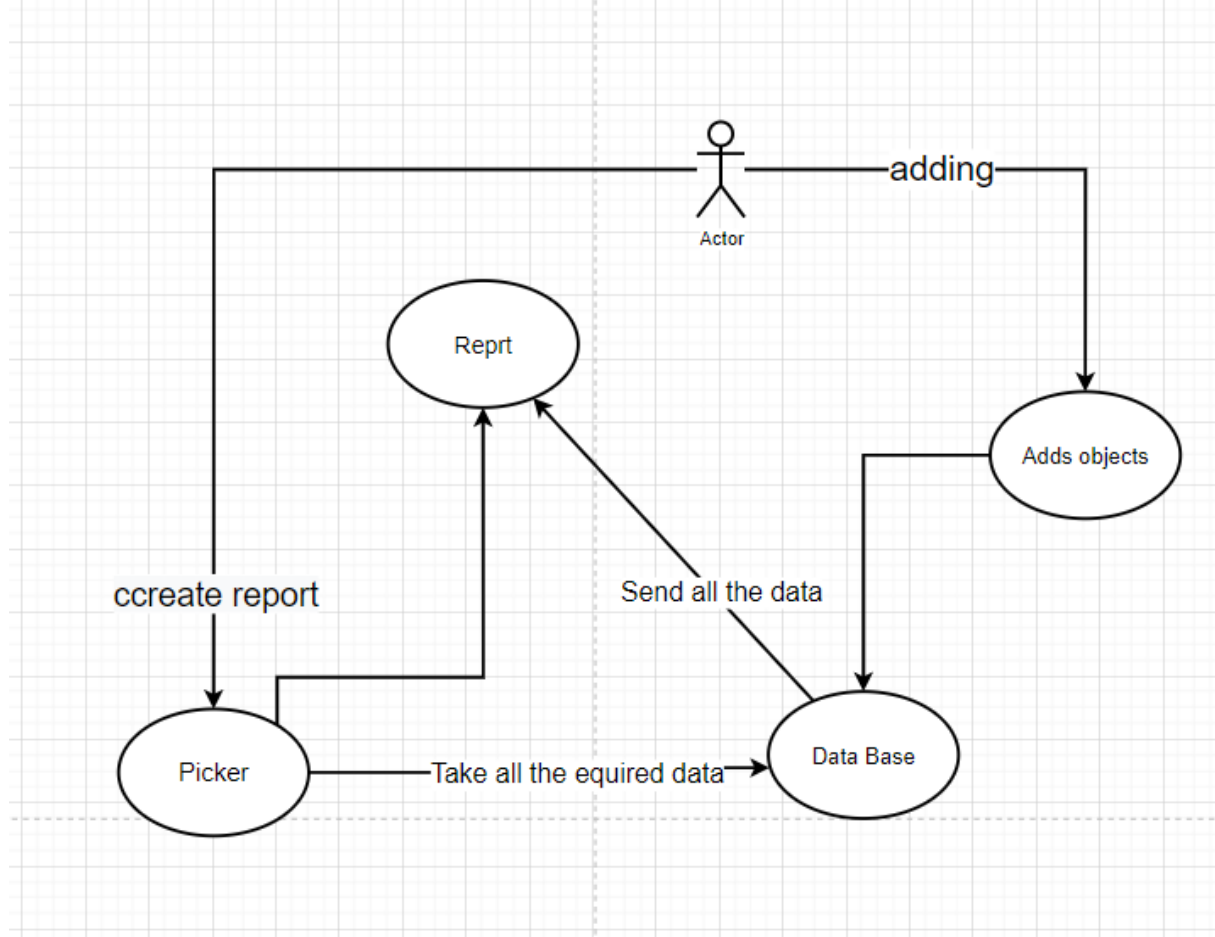 adding
Actor
Reprt
Adds objects
ccreate report
Send all the data
Data Base
Picker
Take all the equired data